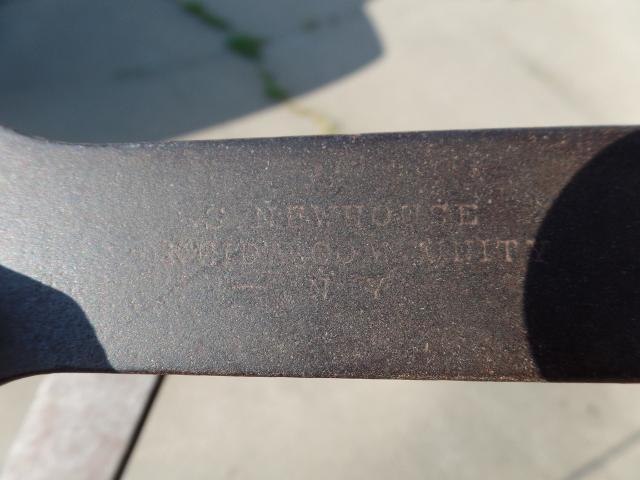 S. NEWHOUSE
ONEIDA COMMUNITY
N Y